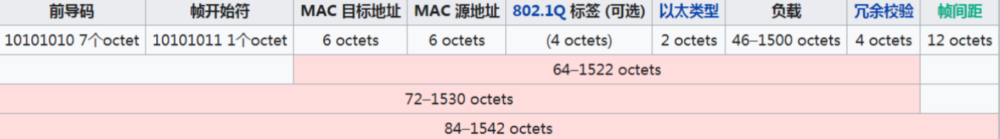 前导码 帧开始符 MAC 目标地址 MAC 源地址 802.1Q 标签 (可选) 以太类型 负载 冗余校验 帧间距
10101010 7个octet 10101011 1个octet 6 octets 6 octets (4 octets) 2 octets 46–1500 octets 4 octets 12 octets
64–1522 octets
72–1530 octets
84–1542 octets